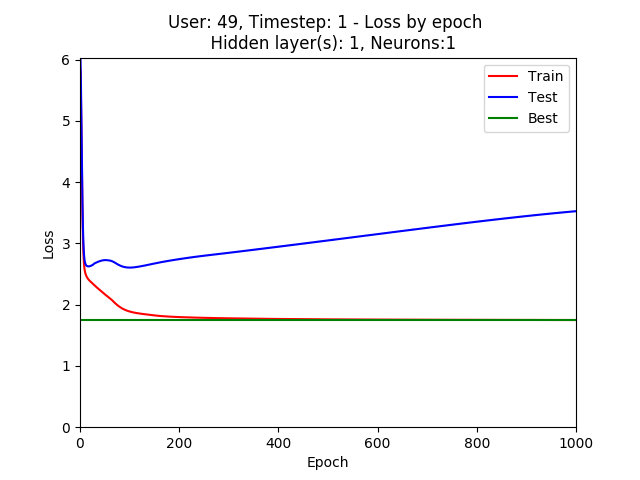 User: 49, Timestep: 1 - Loss by epoch
Hidden layer(s): 1, Neurons:1
Train
Test
Best
6
5
4
3
2
1
0
Loss
0 200 400 600 800 1000
Epoch